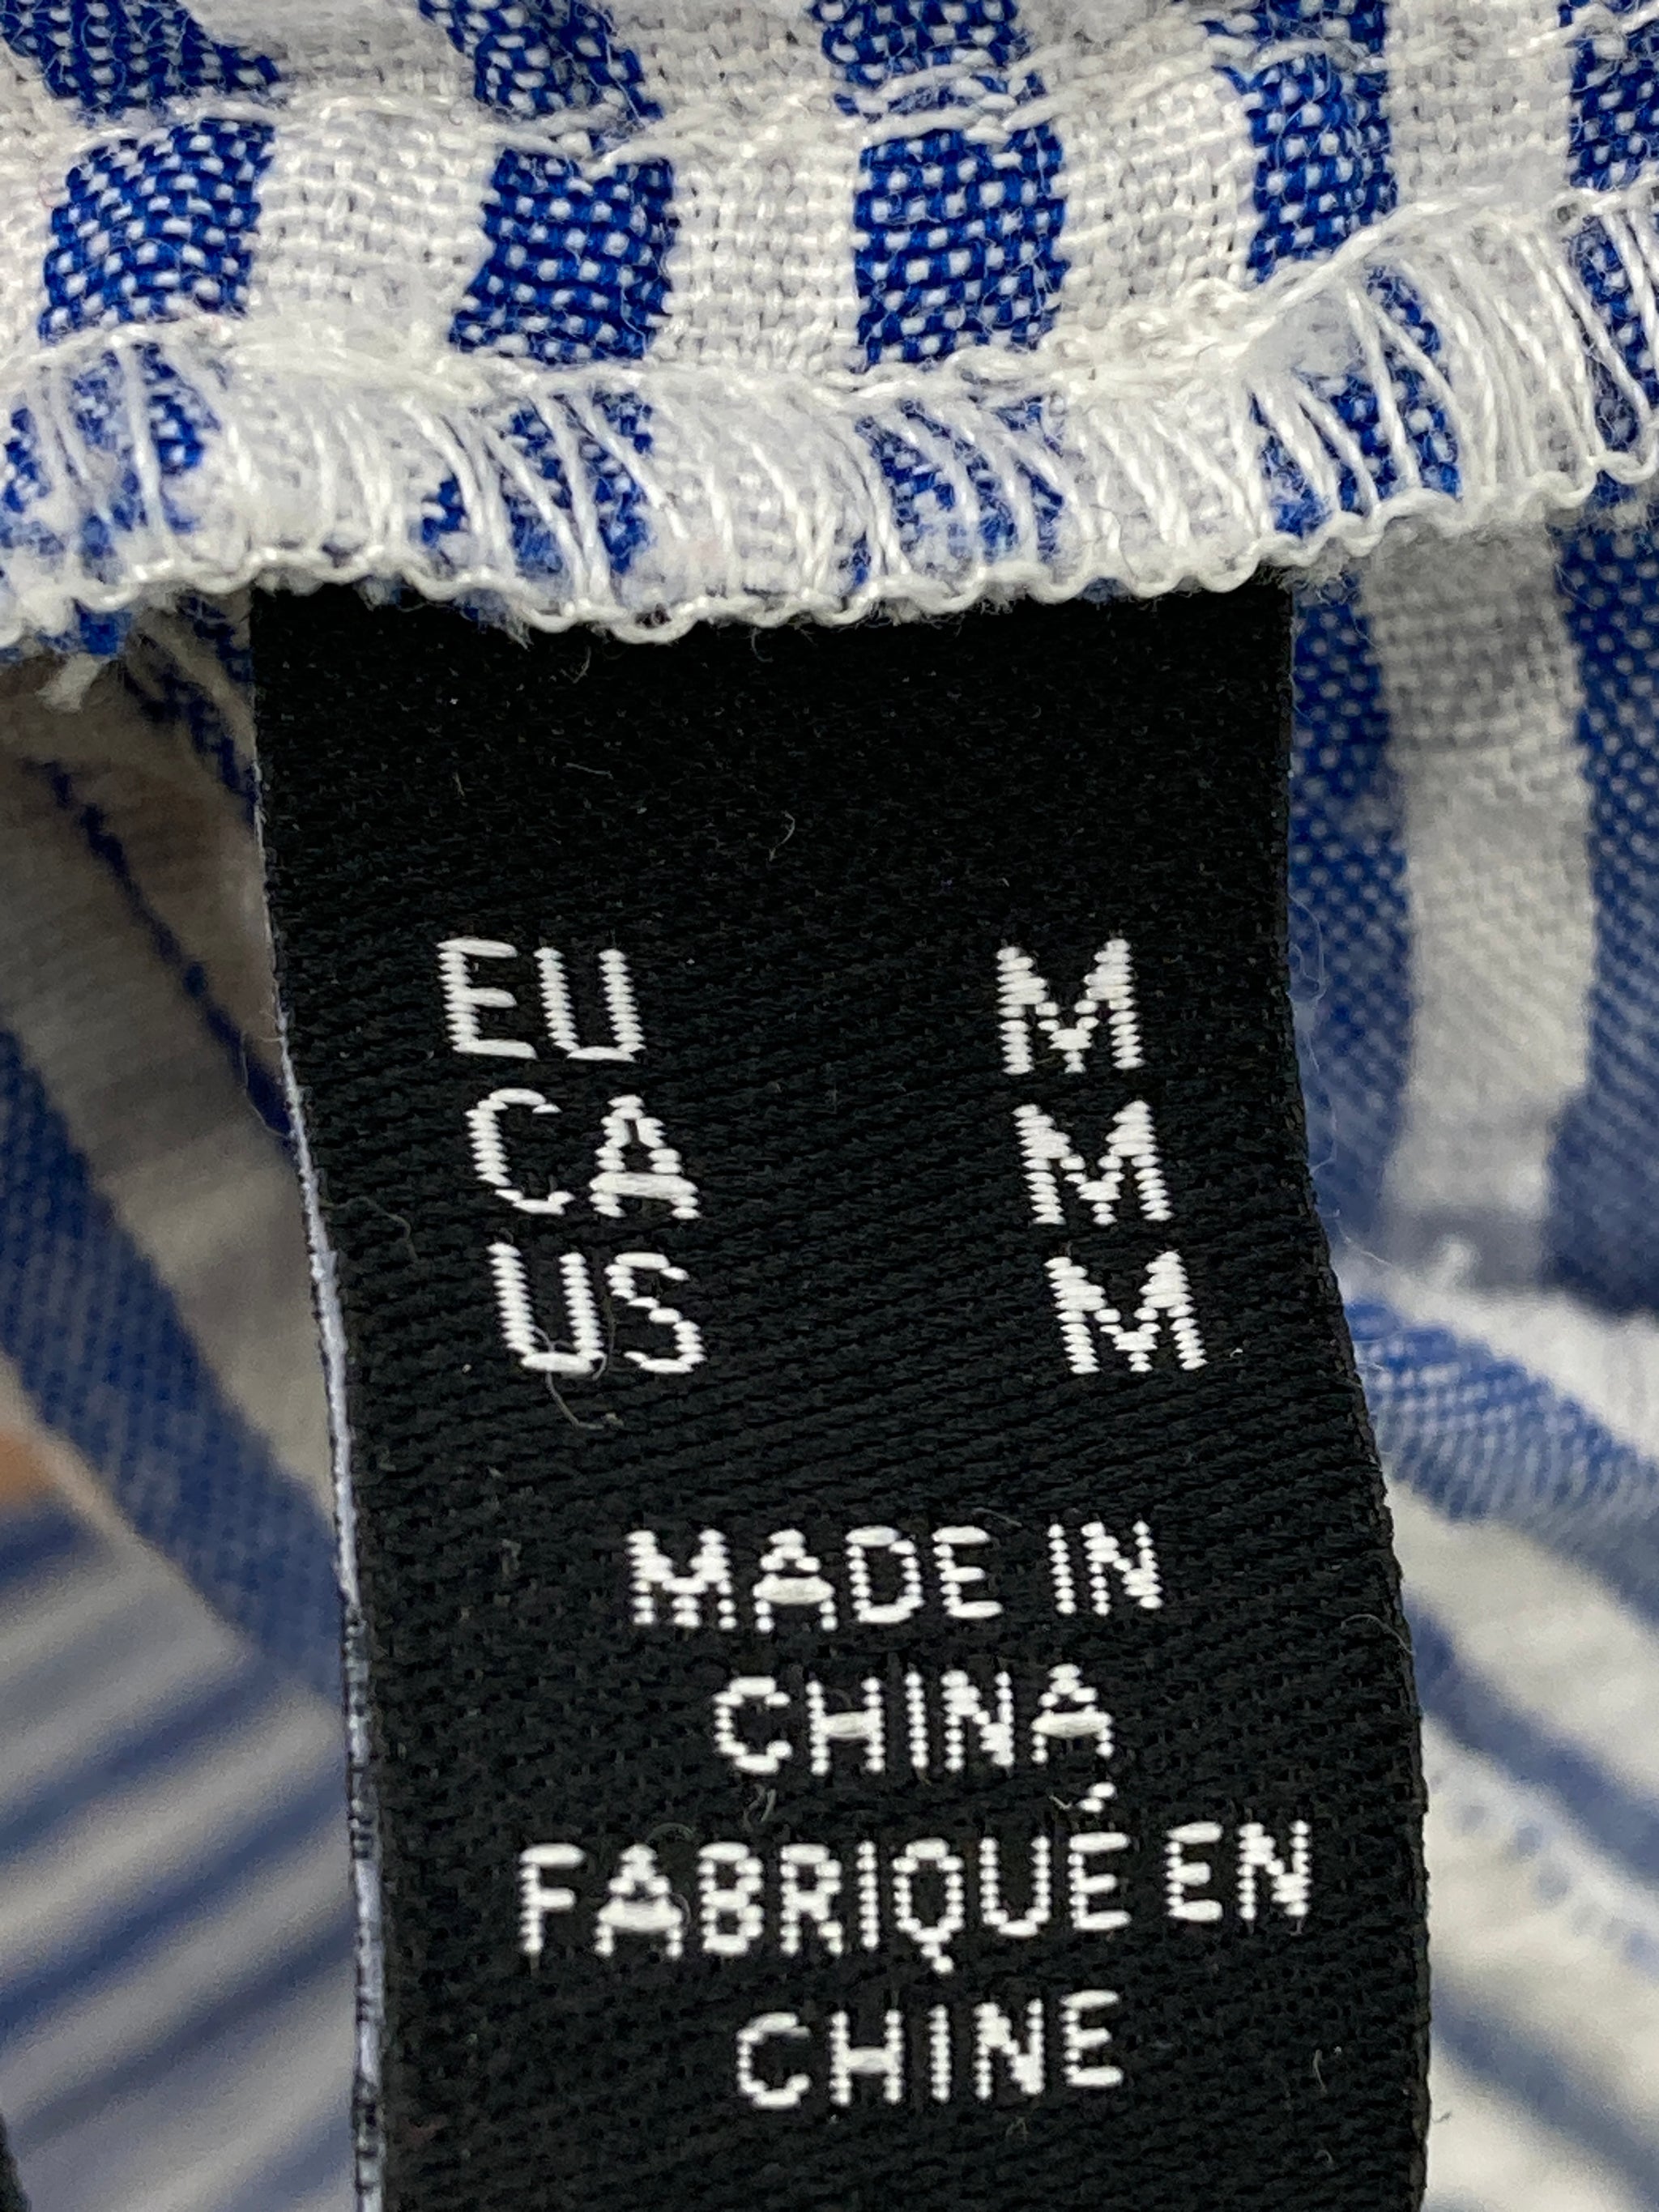 EU M
CA M
US M
MADE IN
CHINA
FABRIQUÉ EN
CHINE